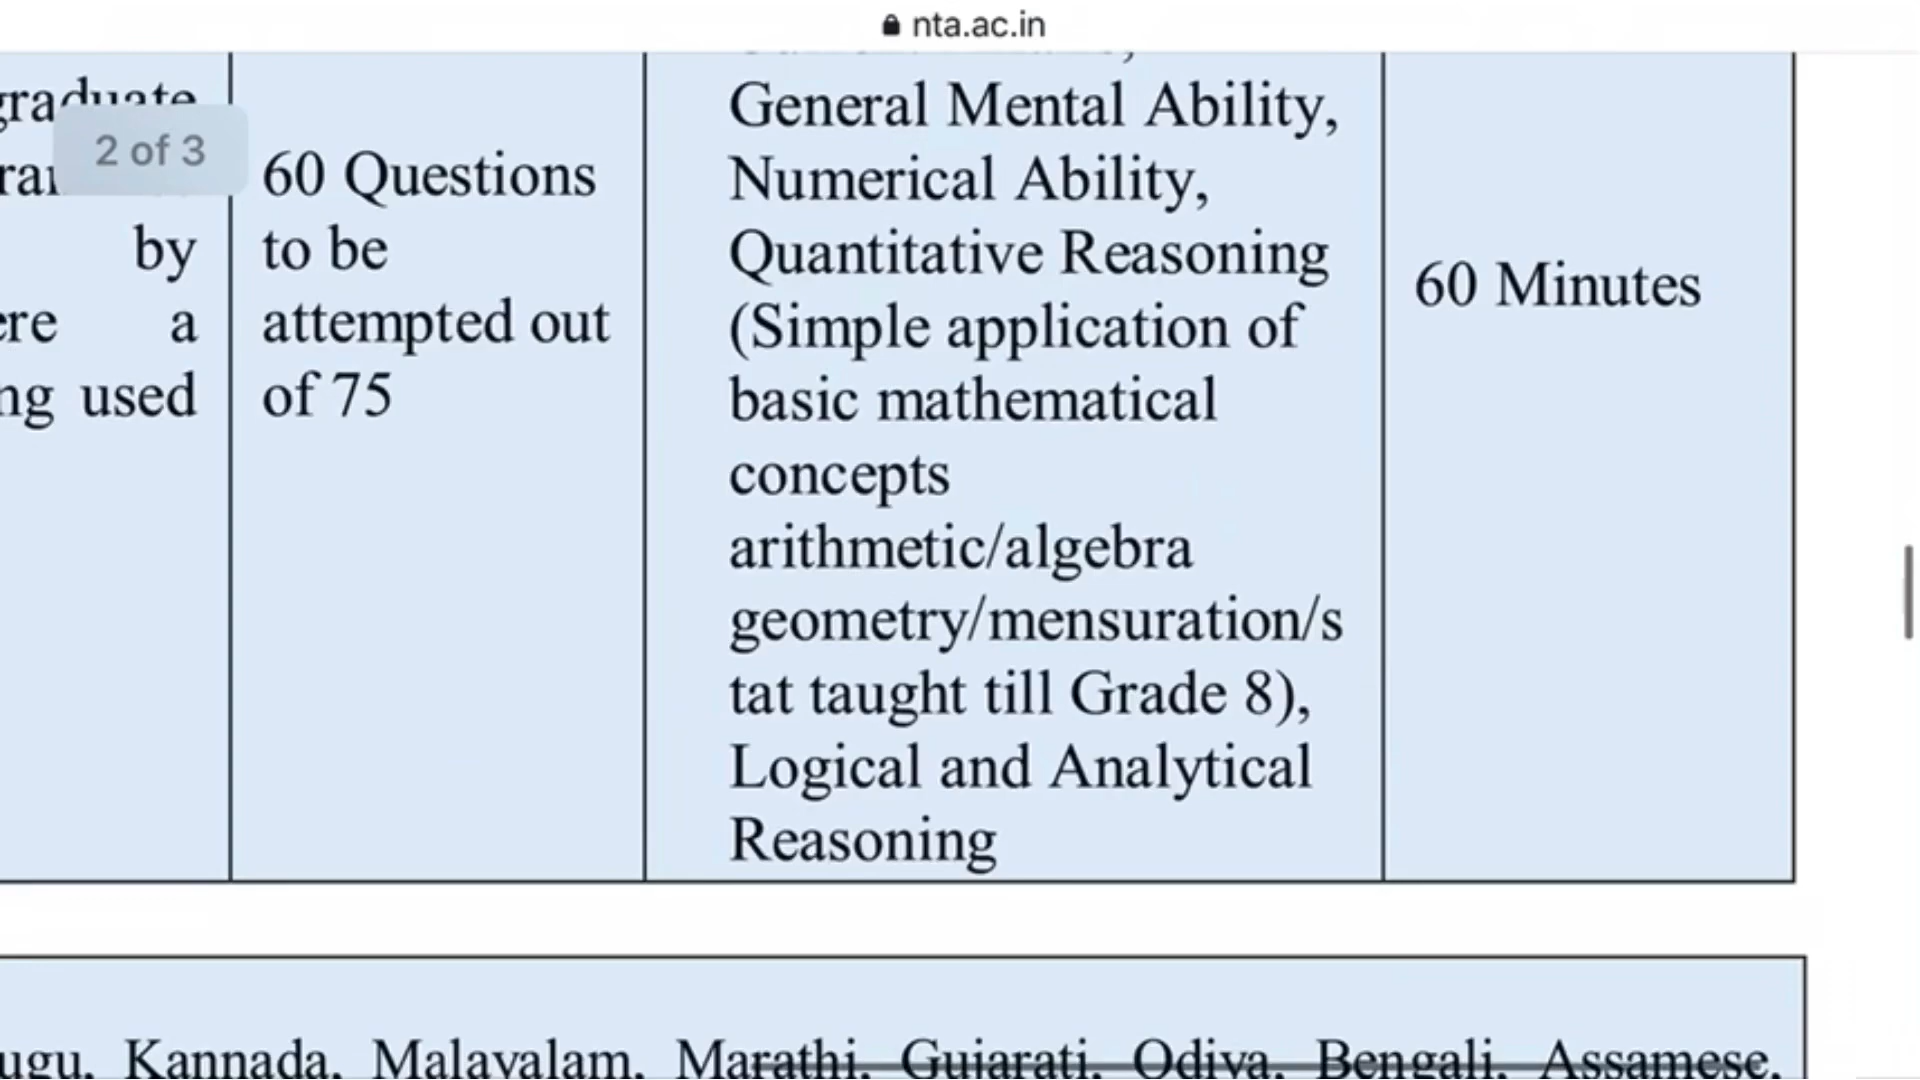 nta.ac.in
graduate
2 of 3
by
a
used
60 Questions
to be
attempted out
of 75
General Mental Ability,
Numerical Ability,
Quantitative Reasoning
(Simple application of
basic mathematical
concepts
arithmetic/algebra
geometry/mensuration/s
tat taught till Grade 8),
Logical and Analytical
Reasoning
60 Minutes
Kannada, Malayalam, Marathi, Gujarati, Odiya, Bengali, Assamese,